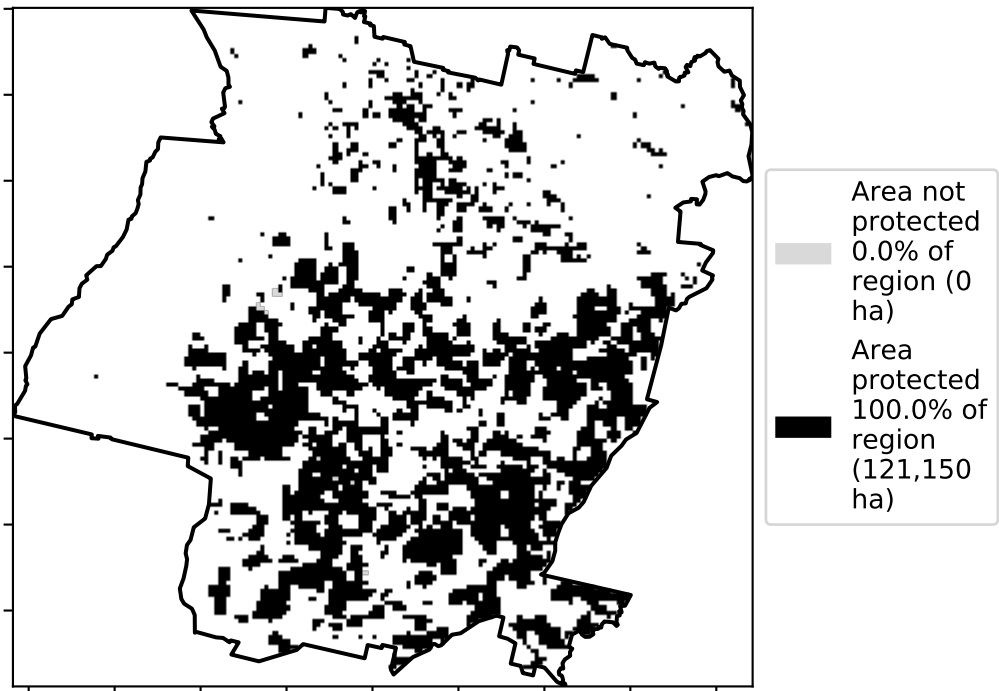 Area not
protected
0.0% of
region (0
ha)
Area
protected
100.0% of
region
(121,150
ha)